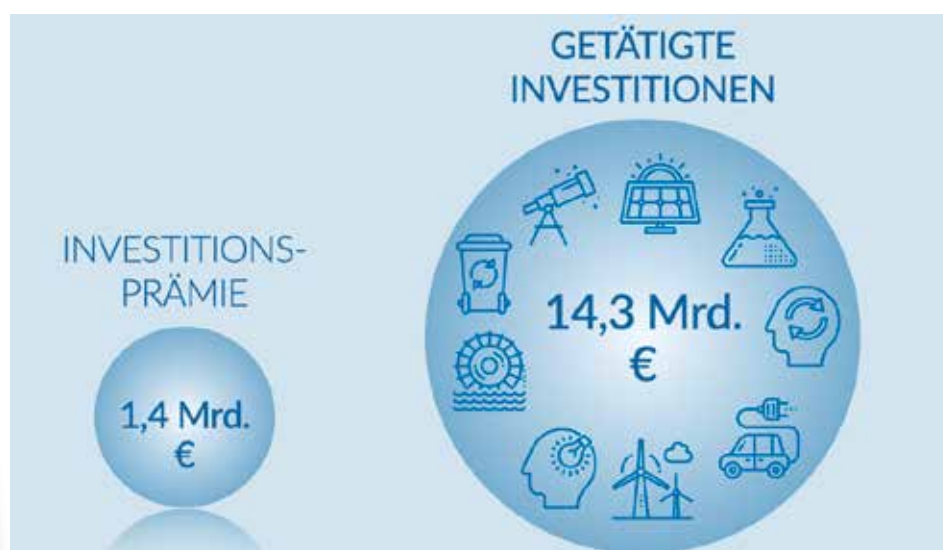 INVESTITIONS-
PRÄMIE
1,4 Mrd.
€
GETÄTIGTE
INVESTITIONEN
14,3 Mrd.
€